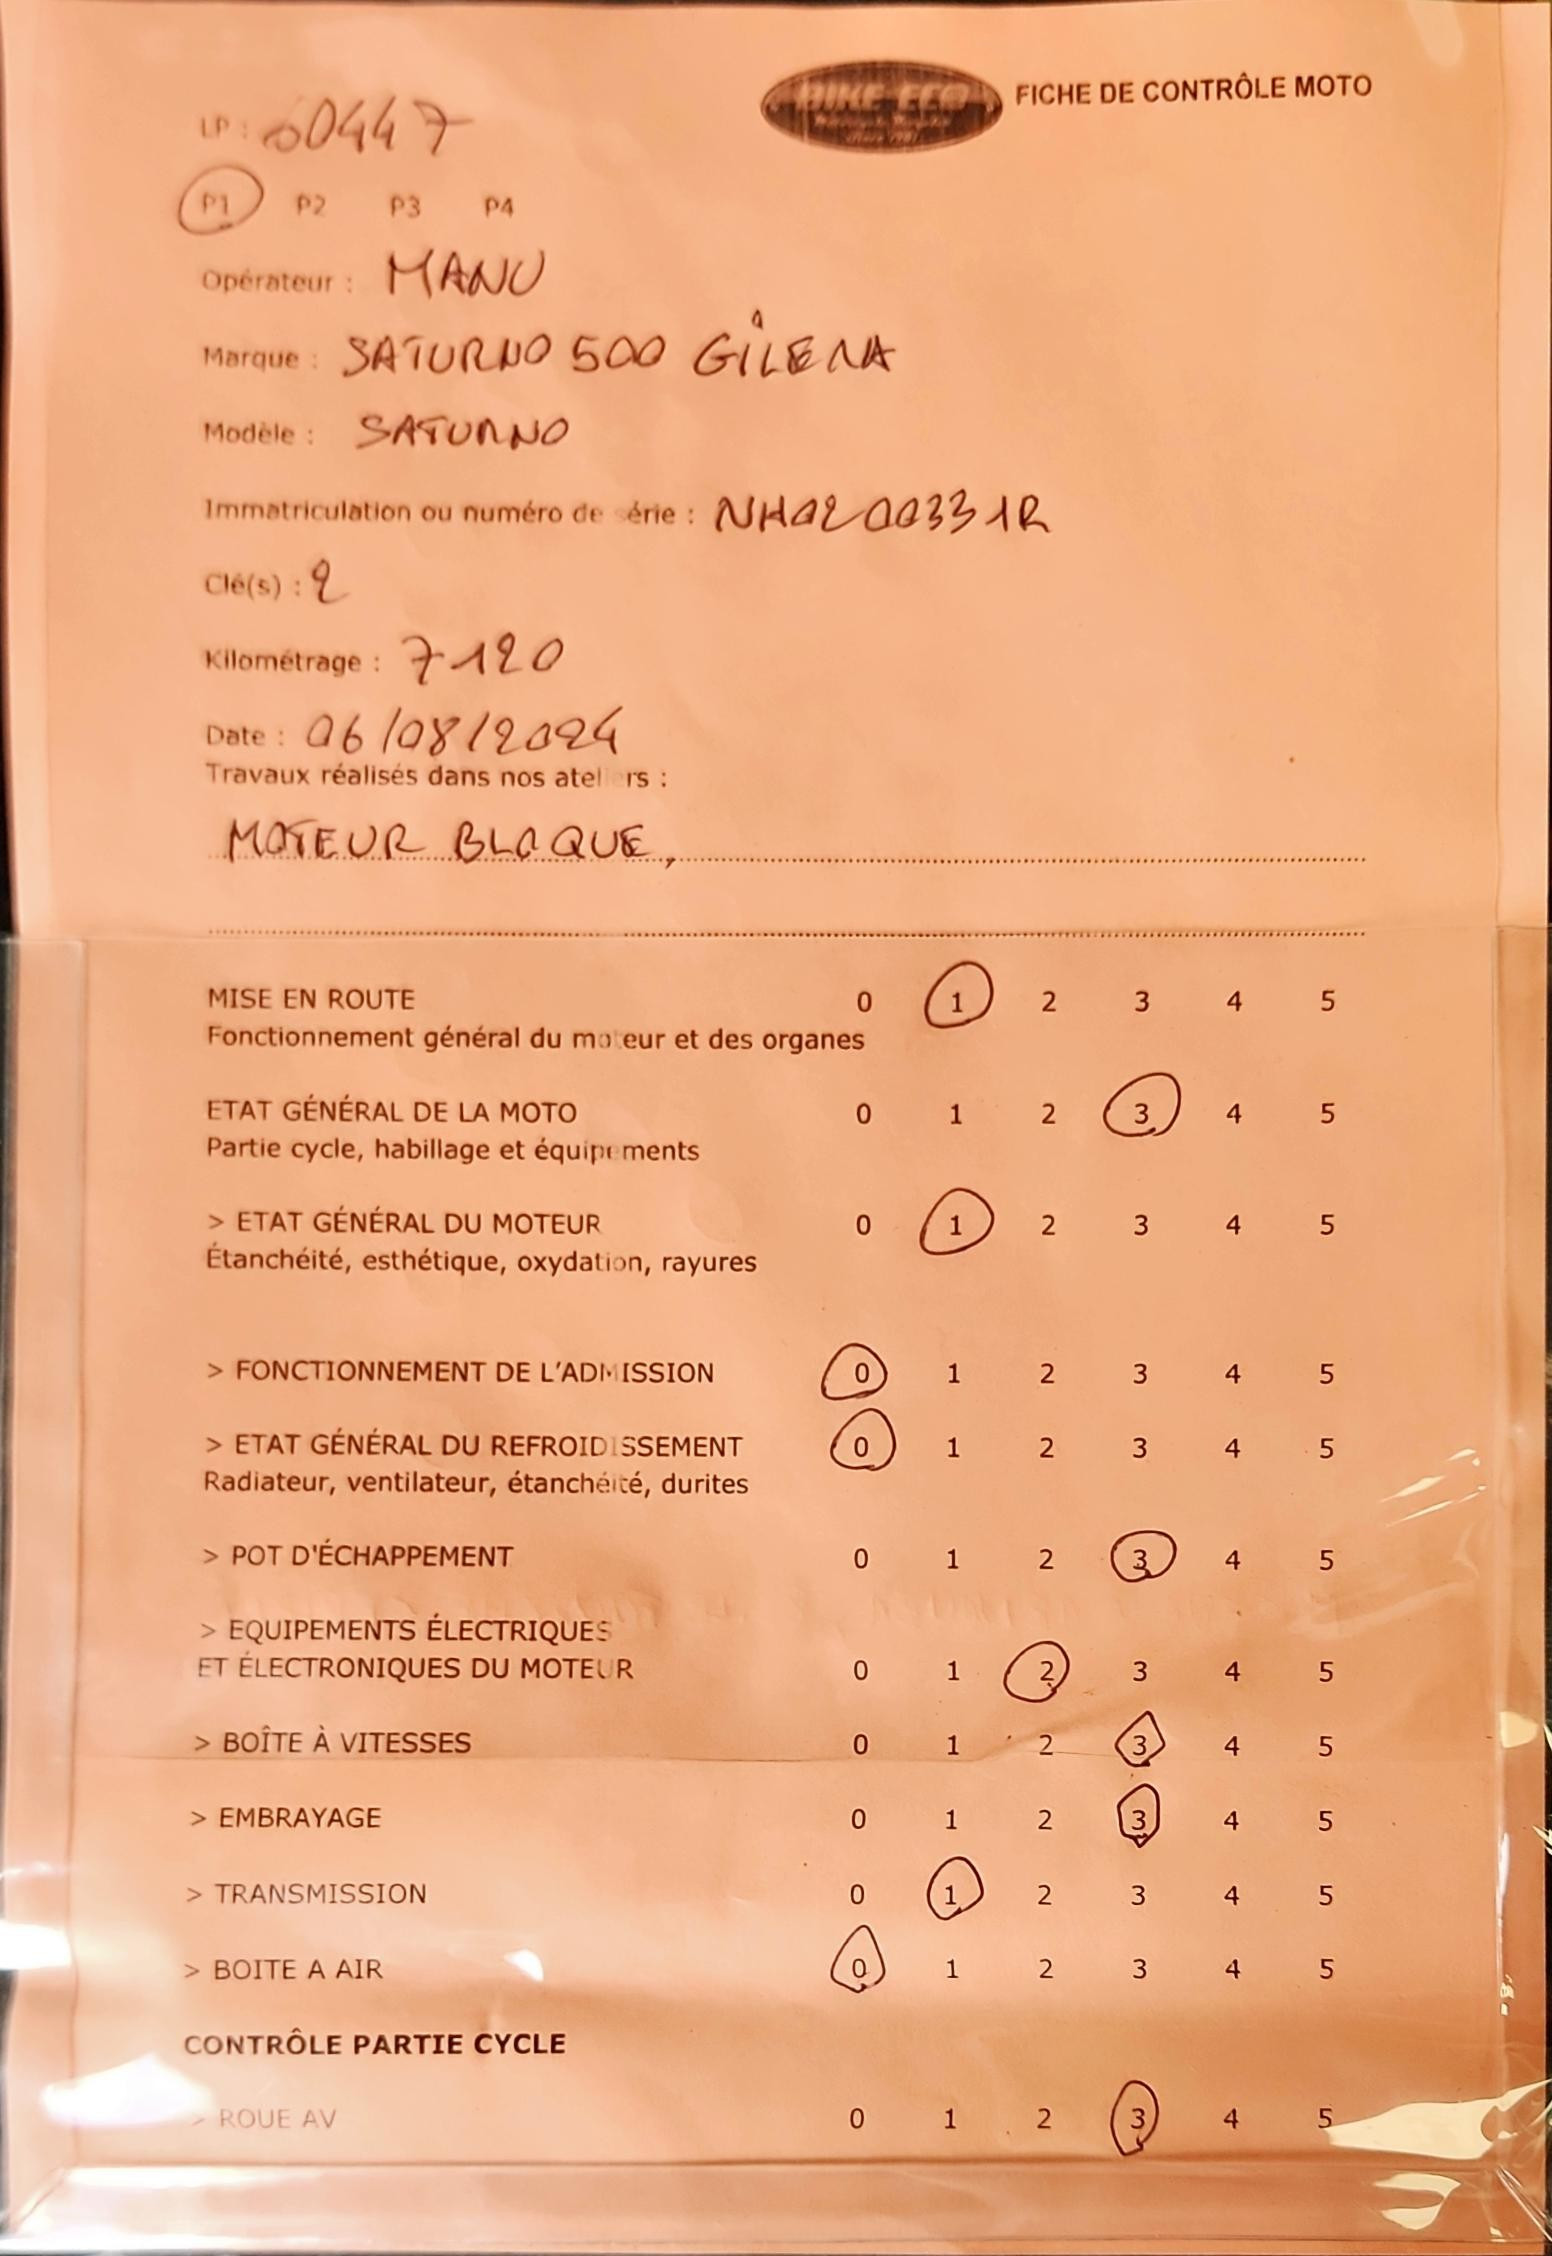 BIKE ECO FICHE DE CONTRÔLE MOTO
LP : 60447
P1 P2 P3 P4
Opérateur : MANU
Marque : SATURNO 500 GILERA
Modèle : SATURNO
Immatriculation ou numéro de série : NH0200331R
Clé(s) : 2
Kilométrage : 7120
Date : 06/08/2024
Travaux réalisés dans nos ateliers :
MOTEUR BLOQUE,
MISE EN ROUTE 0 1 2 3 4 5
Fonctionnement général du moteur et des organes
ETAT GÉNÉRAL DE LA MOTO 0 1 2 3 4 5
Partie cycle, habillage et équipements
> ETAT GÉNÉRAL DU MOTEUR 0 1 2 3 4 5
Étanchéité, esthétique, oxydation, rayures
> FONCTIONNEMENT DE L'ADMISSION 0 1 2 3 4 5
> ETAT GÉNÉRAL DU REFROIDISSEMENT 0 1 2 3 4 5
Radiateur, ventilateur, étanchéité, durites
> POT D'ÉCHAPPEMENT 0 1 2 3 4 5
> EQUIPEMENTS ÉLECTRIQUES
ET ÉLECTRONIQUES DU MOTEUR 0 1 2 3 4 5
> BOÎTE À VITESSES 0 1 2 3 4 5
> EMBRAYAGE 0 1 2 3 4 5
> TRANSMISSION 0 1 2 3 4 5
> BOITE A AIR 0 1 2 3 4 5
CONTRÔLE PARTIE CYCLE
> ROUE AV 0 1 2 3 4 5